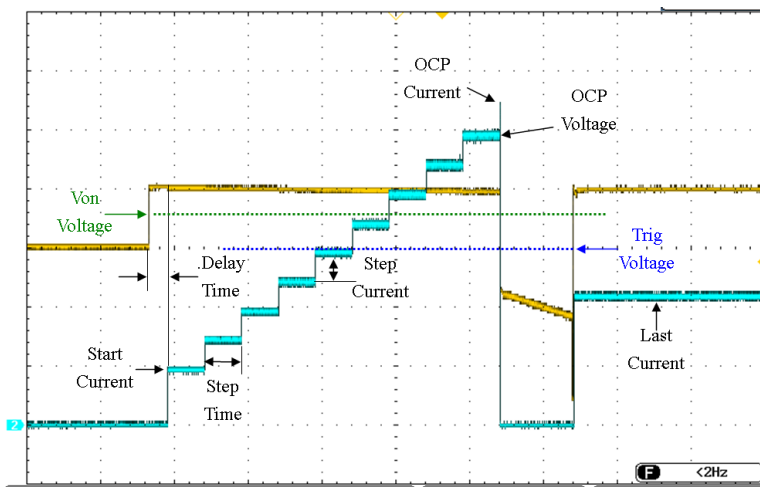 OCP
Current
OCP
Voltage
Von
Voltage
Trig
Voltage
Delay
Time
Step
Current
Start
Current
Step
Time
Last
Current
2
F <2Hz